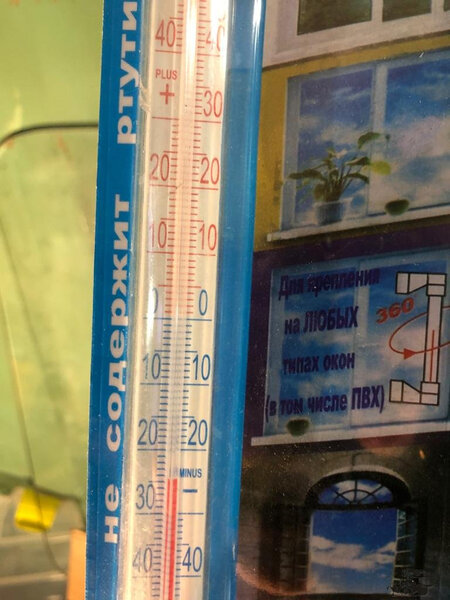 не содержит ртути
40 40
PLUS
+ 30
20 20
10 10
0 0
10 10
20 20
MINUS
30 −
40 40
Для крепления
на ЛЮБЫХ
типах окон
(в том числе ПВХ)
360